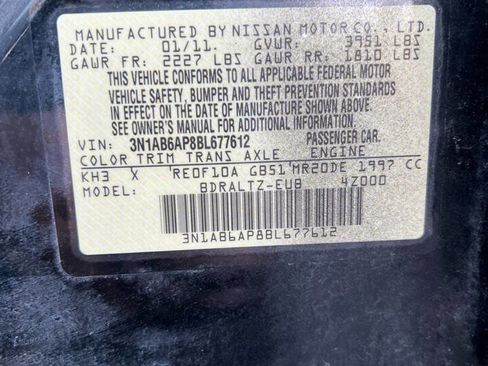 MANUFACTURED BY NISSAN MOTOR CO., LTD.
DATE: 01/11. GVWR: 3951 LBS
GAWR FR: 2227 LBS GAWR RR: 1810 LBS
THIS VEHICLE CONFORMS TO ALL APPLICABLE FEDERAL MOTOR
VEHICLE SAFETY, BUMPER AND THEFT PREVENTION STANDARDS
IN EFFECT ON THE DATE OF MANUFACTURE SHOWN ABOVE.
SEE OWNER'S MANUAL FOR ADDITIONAL INFORMATION.
VIN: 3N1AB6AP8BL677612 PASSENGER CAR.
COLOR TRIM TRANS AXLE ENGINE
KH3 X RE0F10A GB51 MR20DE 1997 CC
MODEL: BDRALTZ-EUB 4Z000
3N1AB6AP8BL677612